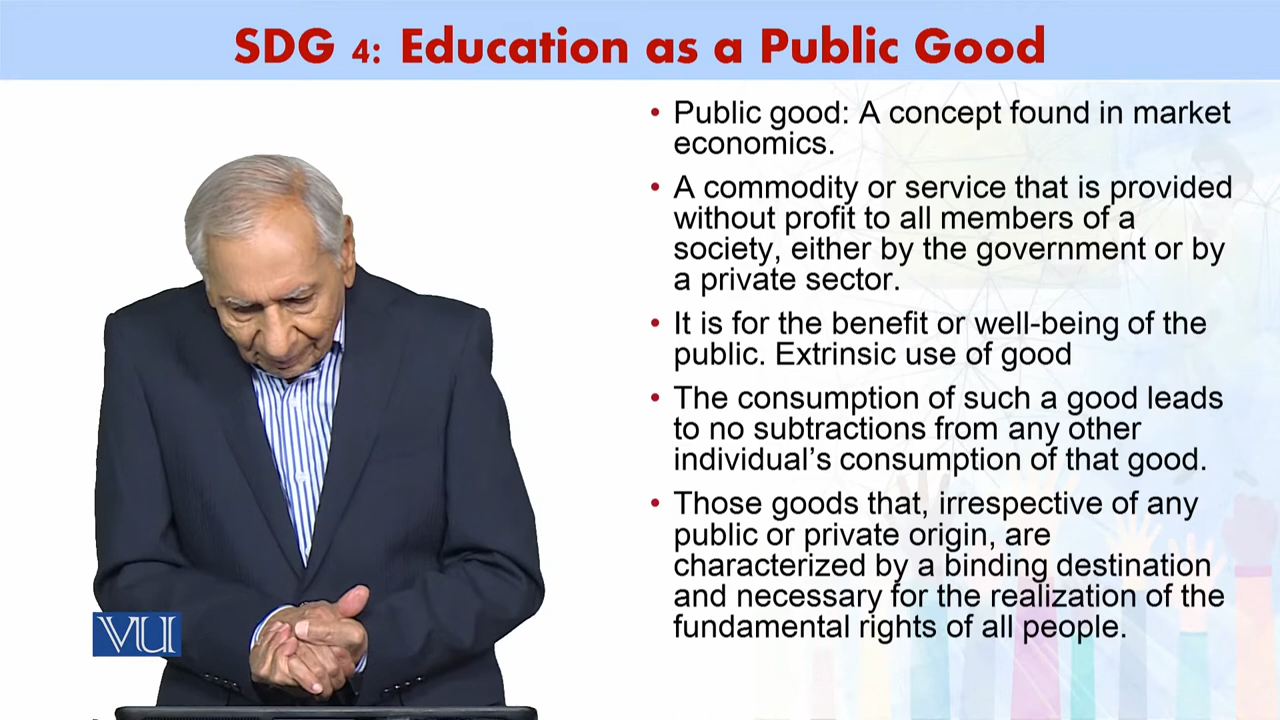 SDG 4: Education as a Public Good
• Public good: A concept found in market
economics.
• A commodity or service that is provided
without profit to all members of a
society, either by the government or by
a private sector.
• It is for the benefit or well-being of the
public. Extrinsic use of good
• The consumption of such a good leads
to no subtractions from any other
individual’s consumption of that good.
• Those goods that, irrespective of any
public or private origin, are
characterized by a binding destination
and necessary for the realization of the
fundamental rights of all people.
VU